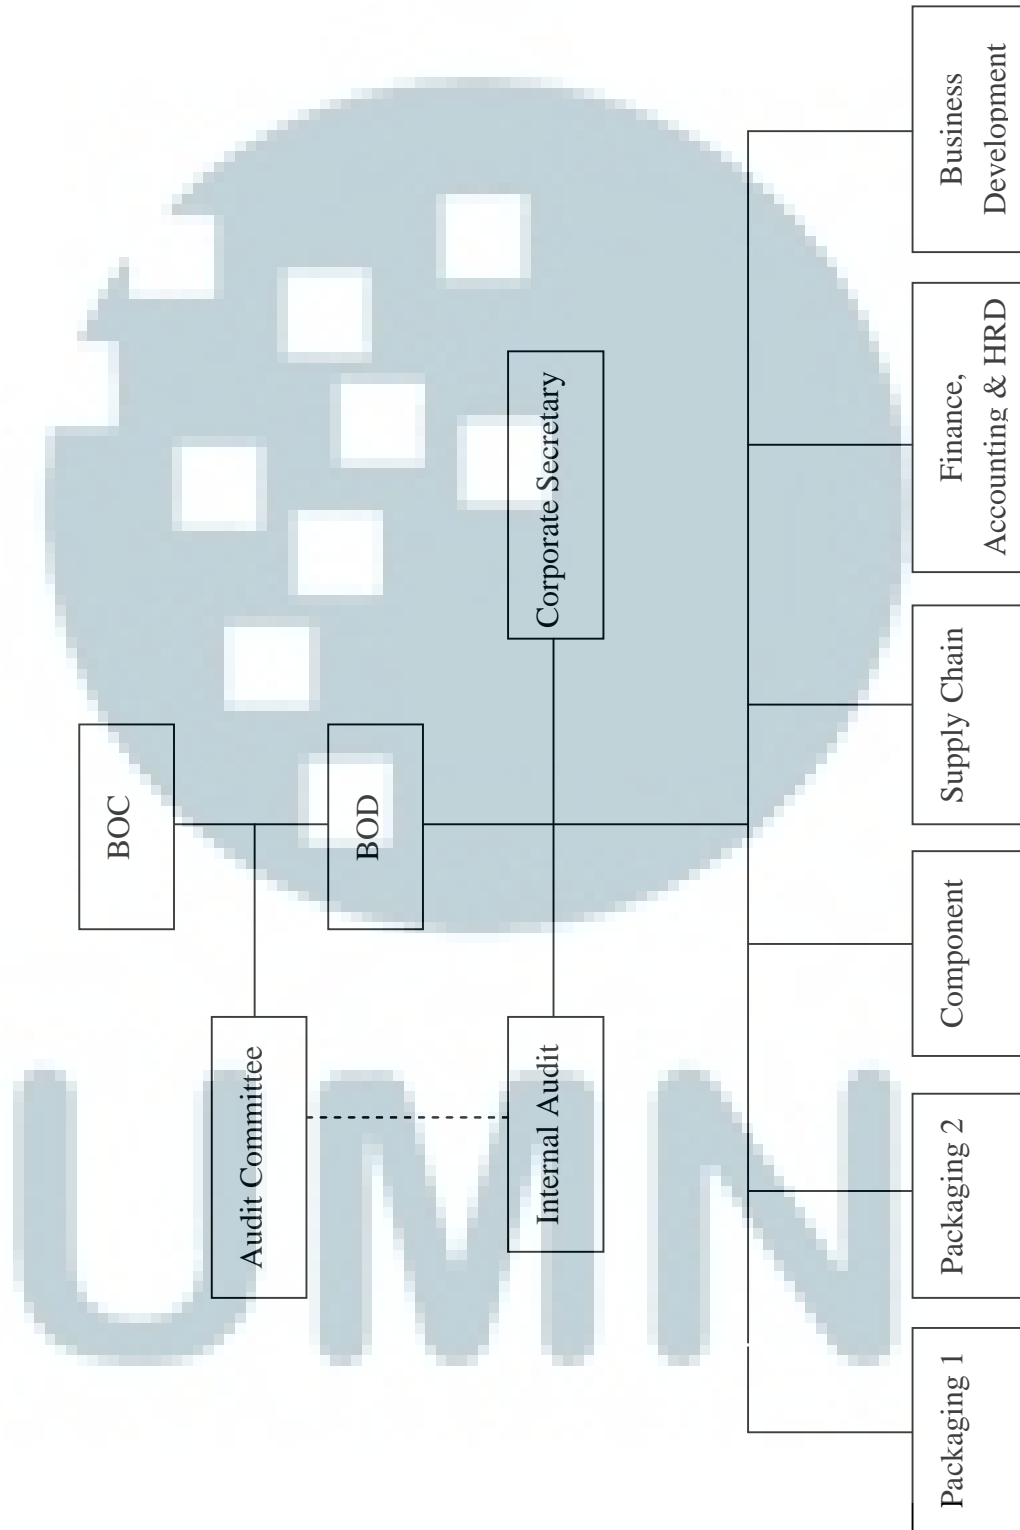 BOC
Audit Committee
BOD
Internal Audit
Corporate Secretary
Packaging 1
Packaging 2
Component
Supply Chain
Finance,
Accounting & HRD
Business
Development
UMN